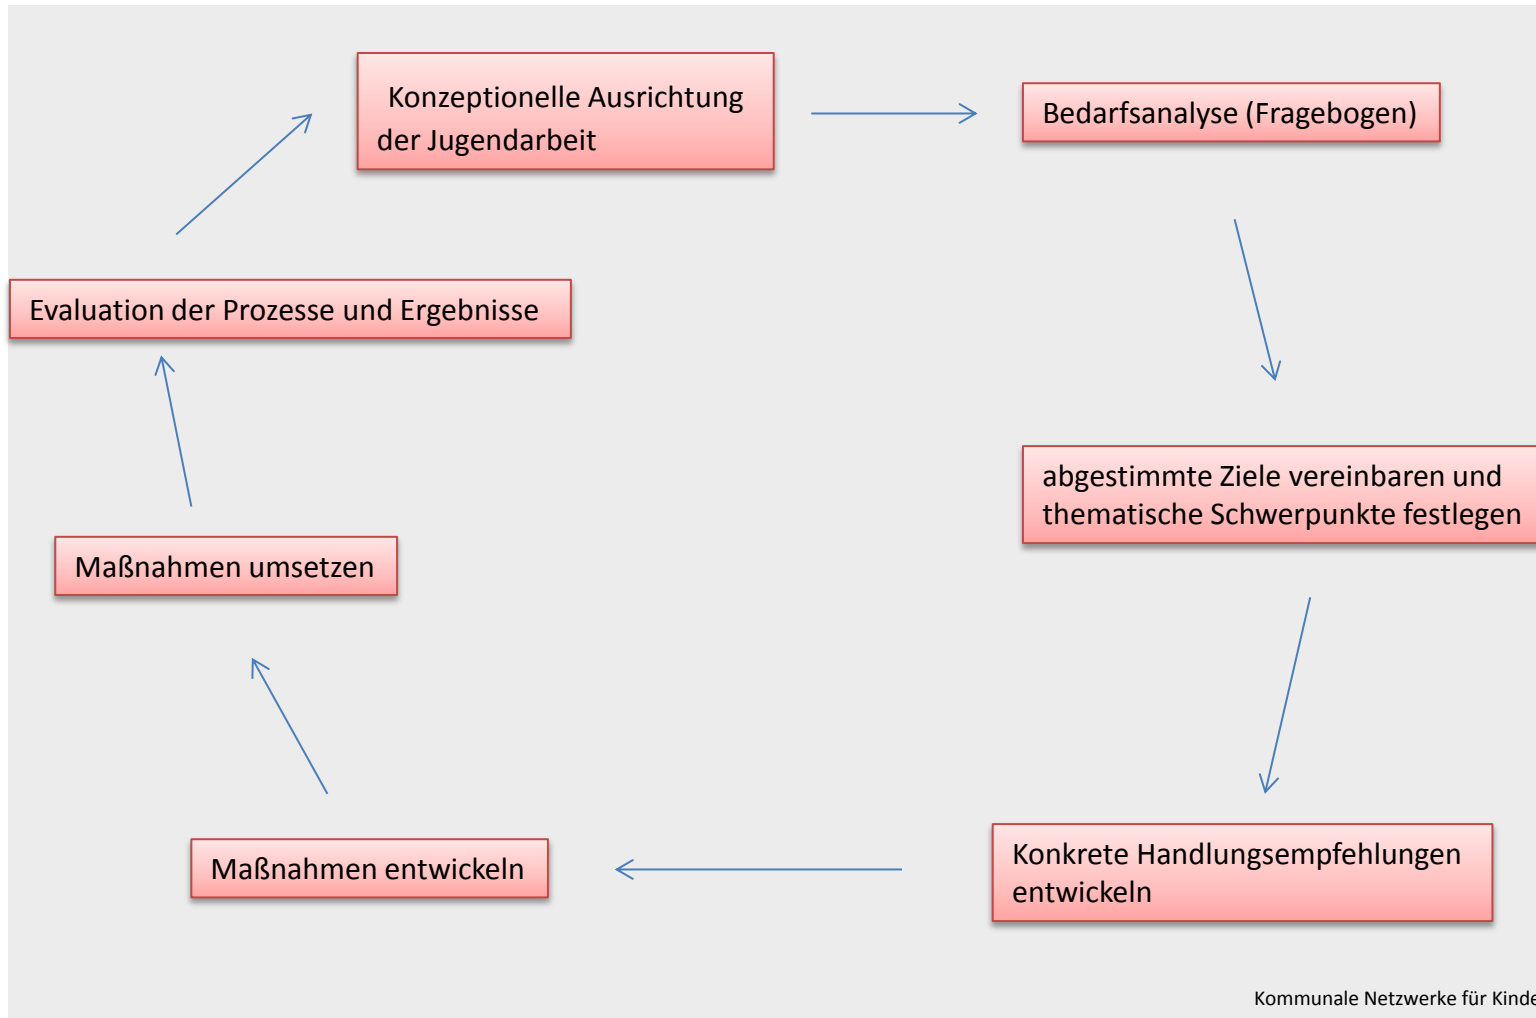 Konzeptionelle Ausrichtung
der Jugendarbeit
Bedarfsanalyse (Fragebogen)
abgestimmte Ziele vereinbaren und
thematische Schwerpunkte festlegen
Konkrete Handlungsempfehlungen
entwickeln
Maßnahmen entwickeln
Maßnahmen umsetzen
Evaluation der Prozesse und Ergebnisse
Kommunale Netzwerke für Kinde